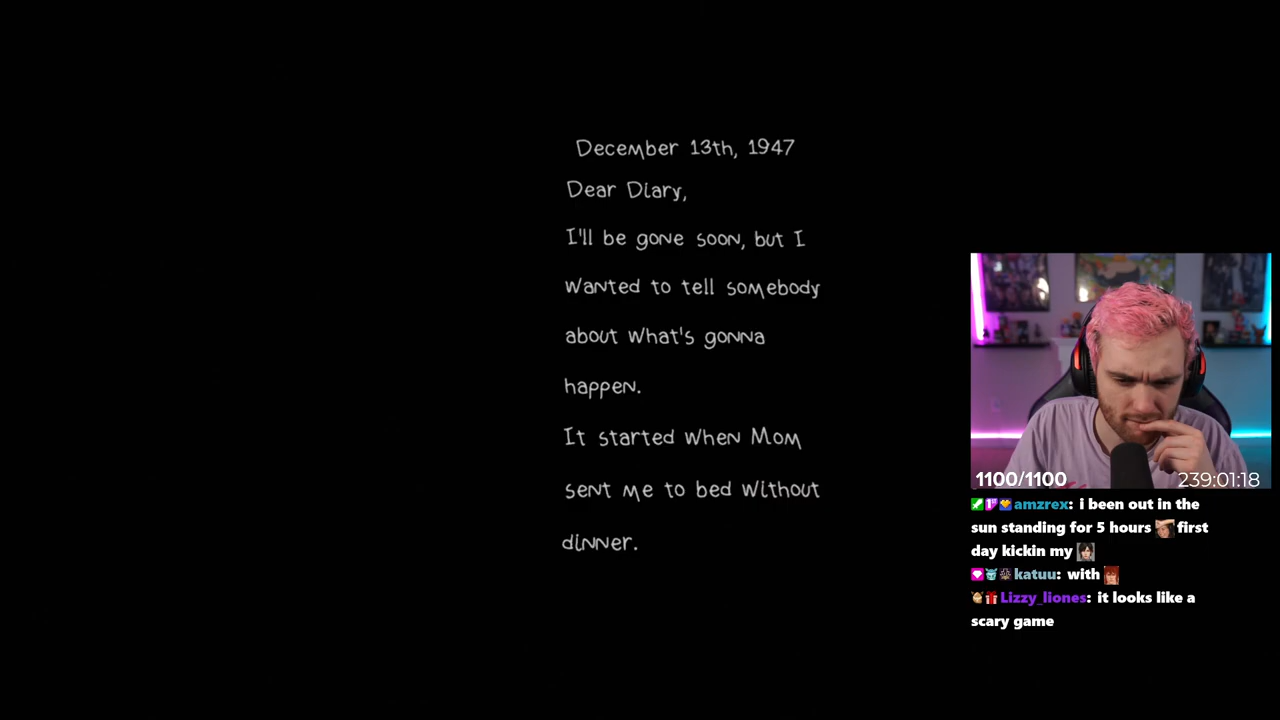 December 13th, 1947
Dear Diary,
I'll be gone soon, but I
wanted to tell somebody
about what's gonna
happen.
It started when Mom
sent me to bed without
dinner.
1100/1100 239:01:18
amzrex: i been out in the
sun standing for 5 hours first
day kickin my
katuu: with
Lizzy_liones: it looks like a
scary game